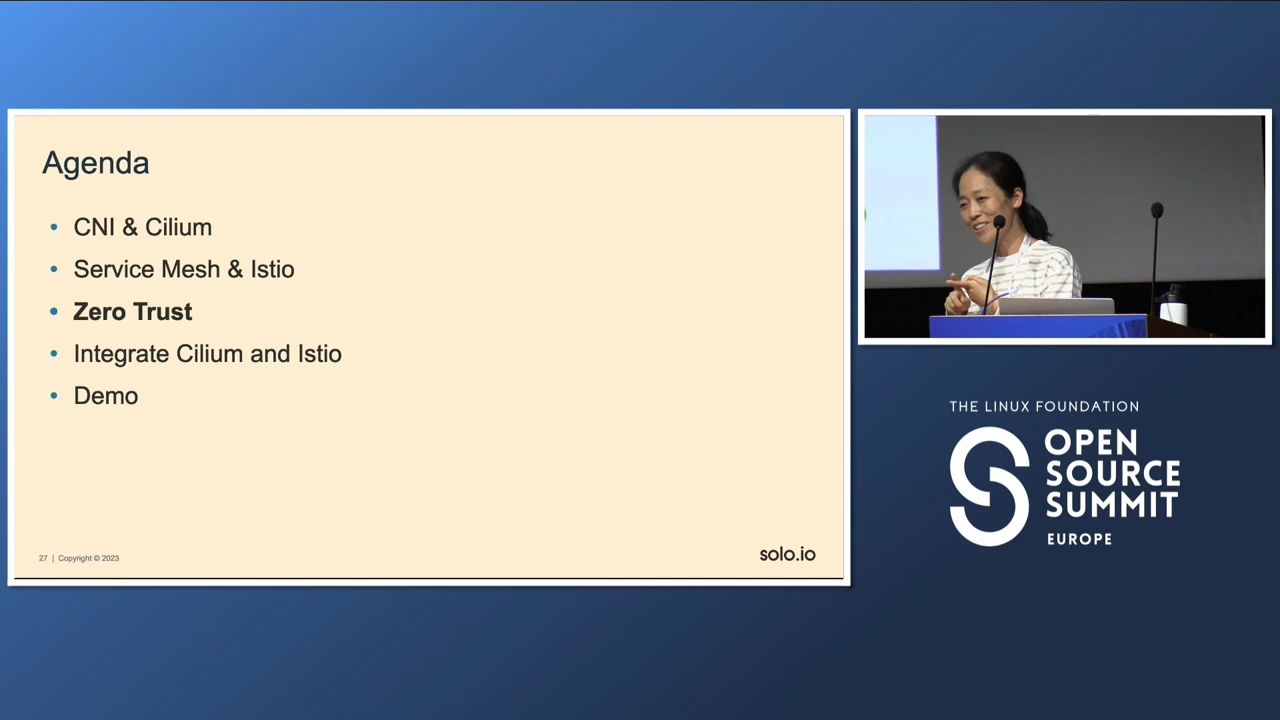 Agenda
• CNI & Cilium
• Service Mesh & Istio
• Zero Trust
• Integrate Cilium and Istio
• Demo
27 | Copyright © 2023
solo.io
THE LINUX FOUNDATION
OPEN
SOURCE
SUMMIT
EUROPE